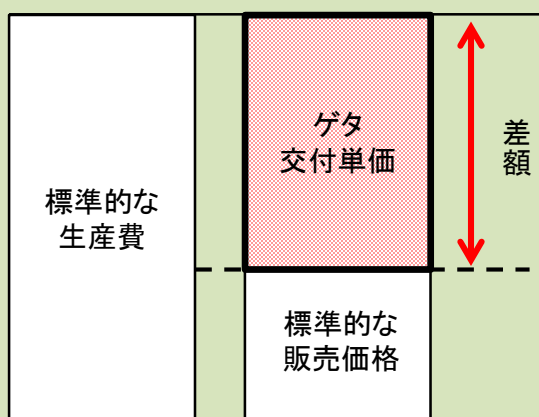 標準的な
生産費
ゲタ
交付単価
標準的な
販売価格
差額